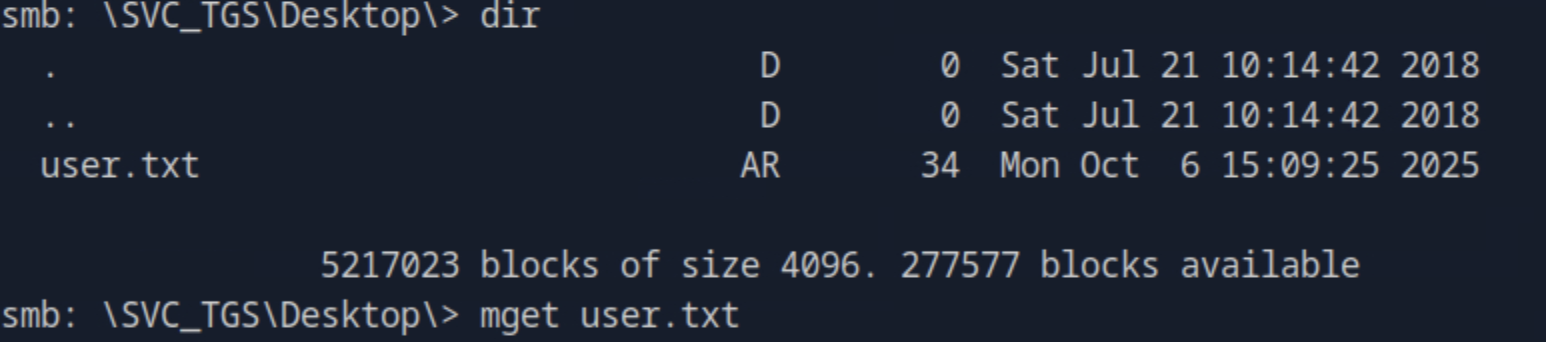 smb: \SVC_TGS\Desktop\> dir
  .                                   D        0  Sat Jul 21 10:14:42 2018
  ..                                  D        0  Sat Jul 21 10:14:42 2018
  user.txt                           AR       34  Mon Oct  6 15:09:25 2025
                5217023 blocks of size 4096. 277577 blocks available
smb: \SVC_TGS\Desktop\> mget user.txt